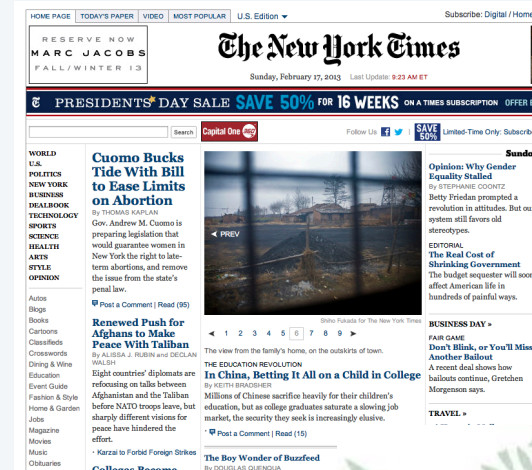 HOME PAGE TODAY'S PAPER VIDEO MOST POPULAR U.S. Edition
Subscribe: Digital / Home
RESERVE NOW
MARC JACOBS
FALL/WINTER 13
The New York Times
Sunday, February 17, 2013 Last Update: 9:23 AM ET
PRESIDENTS' DAY SALE SAVE 50% FOR 16 WEEKS ON A TIMES SUBSCRIPTION OFFER
Search
Capital One 360
Follow Us
SAVE 50% Limited-Time Only: Subscrib
WORLD
U.S.
POLITICS
NEW YORK
BUSINESS
DEALBOOK
TECHNOLOGY
SPORTS
SCIENCE
HEALTH
ARTS
STYLE
OPINION
Autos
Blogs
Books
Cartoons
Classifieds
Crosswords
Dining & Wine
Education
Event Guide
Fashion & Style
Home & Garden
Jobs
Magazine
Movies
Music
Obituaries
Cuomo Bucks
Tide With Bill
to Ease Limits
on Abortion
By THOMAS KAPLAN
Gov. Andrew M. Cuomo is
preparing legislation that
would guarantee women in
New York the right to late-
term abortions, and remove
the issue from the state's
penal law.
Post a Comment | Read (95)
Renewed Push for
Afghans to Make
Peace With Taliban
By ALISSA J. RUBIN and DECLAN
WALSH
Eight countries' diplomats are
refocusing on talks between
Afghanistan and the Taliban
before NATO troops leave, but
sharply different visions for
peace have hindered the
effort.
· Karzai to Forbid Foreign Strikes
Colleges Become
PREV
Shiho Fukada for The New York Times
1 2 3 4 5 6 7 8 9
The view from the family's home, on the outskirts of town.
THE EDUCATION REVOLUTION
In China, Betting It All on a Child in College
By KEITH BRADSHER
Millions of Chinese sacrifice heavily for their children's
education, but as college graduates saturate a slowing job
market, the security they seek is increasingly elusive.
· Post a Comment | Read (15)
The Boy Wonder of Buzzfeed
By DOUGLAS QUENQUA
Sunda
Opinion: Why Gender
Equality Stalled
By STEPHANIE COONTZ
Betty Friedan prompted a
revolution in attitudes. But ou
system still favors old
stereotypes.
EDITORIAL
The Real Cost of
Shrinking Government
The budget sequester will soon
affect American life in
hundreds of painful ways.
BUSINESS DAY »
FAIR GAME
Don't Blink, or You'll Miss
Another Bailout
A recent deal shows how
bailouts continue, Gretchen
Morgenson says.
TRAVEL »